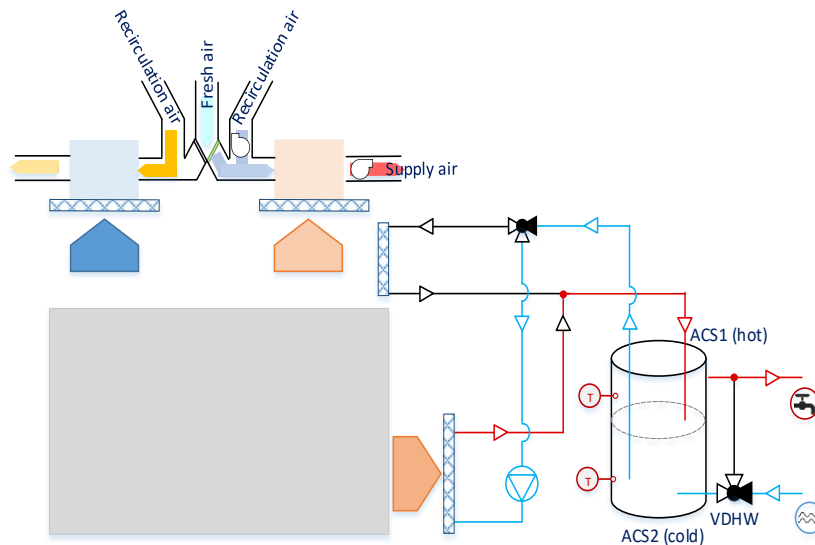 Recirculation air
Fresh air
Recirculation air
Supply air
ACS1 (hot)
T
T
VDHW
ACS2 (cold)